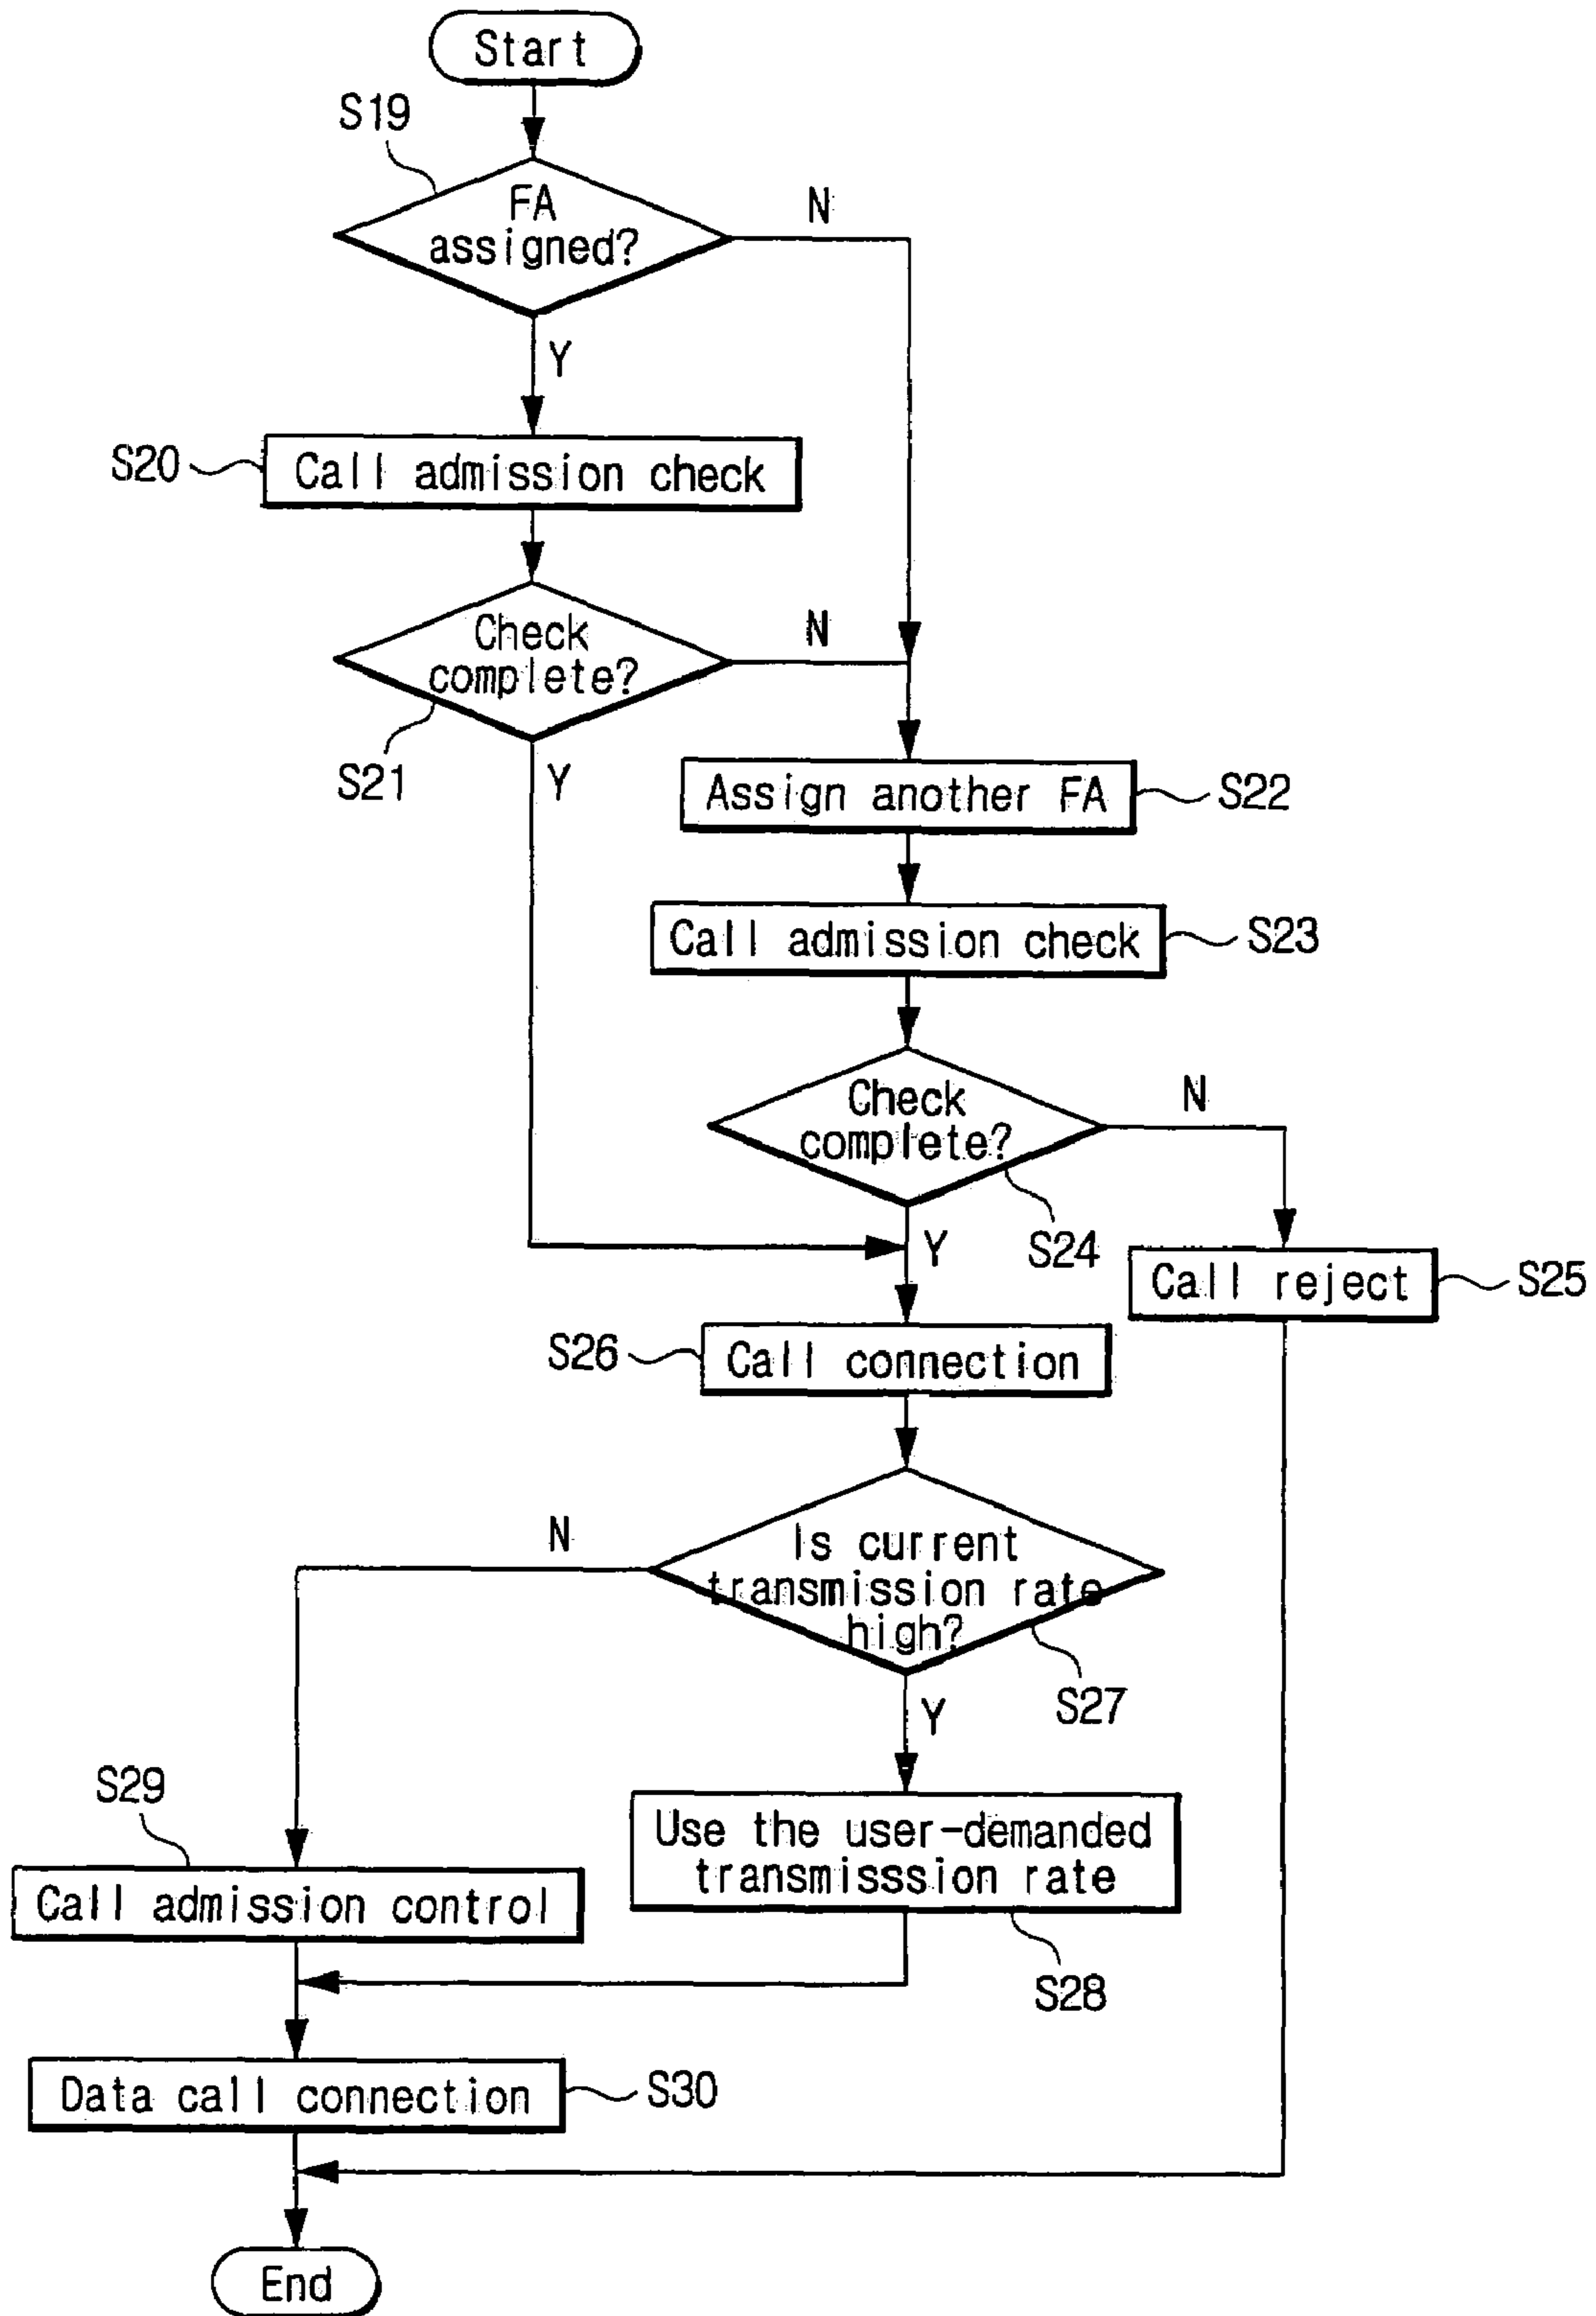 Start
S19
FA
assigned?
N
Y
S20
Call admission check
Check
complete?
N
S21
Y
Assign another FA
S22
Call admission check
S23
Check
complete?
N
S24
Y
Call reject
S25
S26
Call connection
Is current
transmission rate
high?
N
S27
Y
S29
Use the user-demanded
transmisssion rate
Call admission control
S28
Data call connection
S30
End